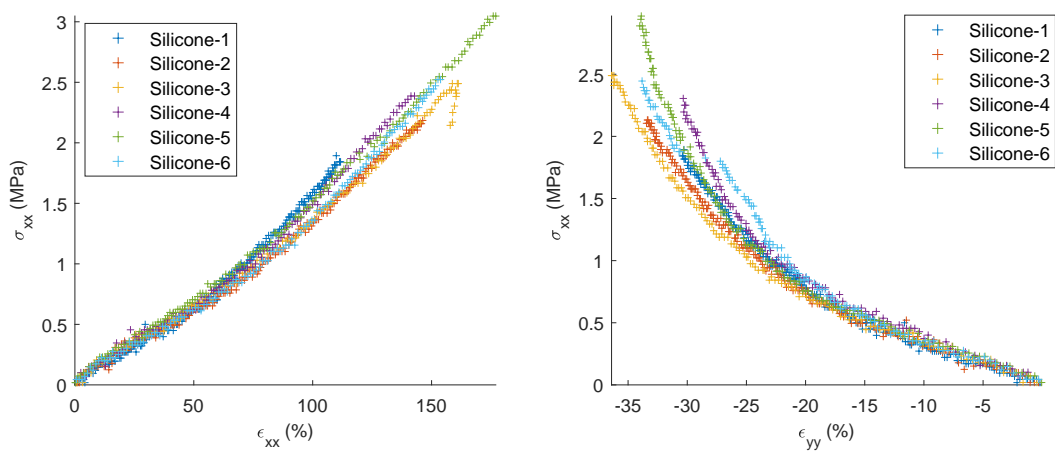 3
2.5
2
1.5
1
0.5
0
0
50
100
150
σxx (MPa)
ϵxx (%)
Silicone-1
Silicone-2
Silicone-3
Silicone-4
Silicone-5
Silicone-6
2.5
2
1.5
1
0.5
0
-35
-30
-25
-20
-15
-10
-5
σxx (MPa)
ϵyy (%)
Silicone-1
Silicone-2
Silicone-3
Silicone-4
Silicone-5
Silicone-6